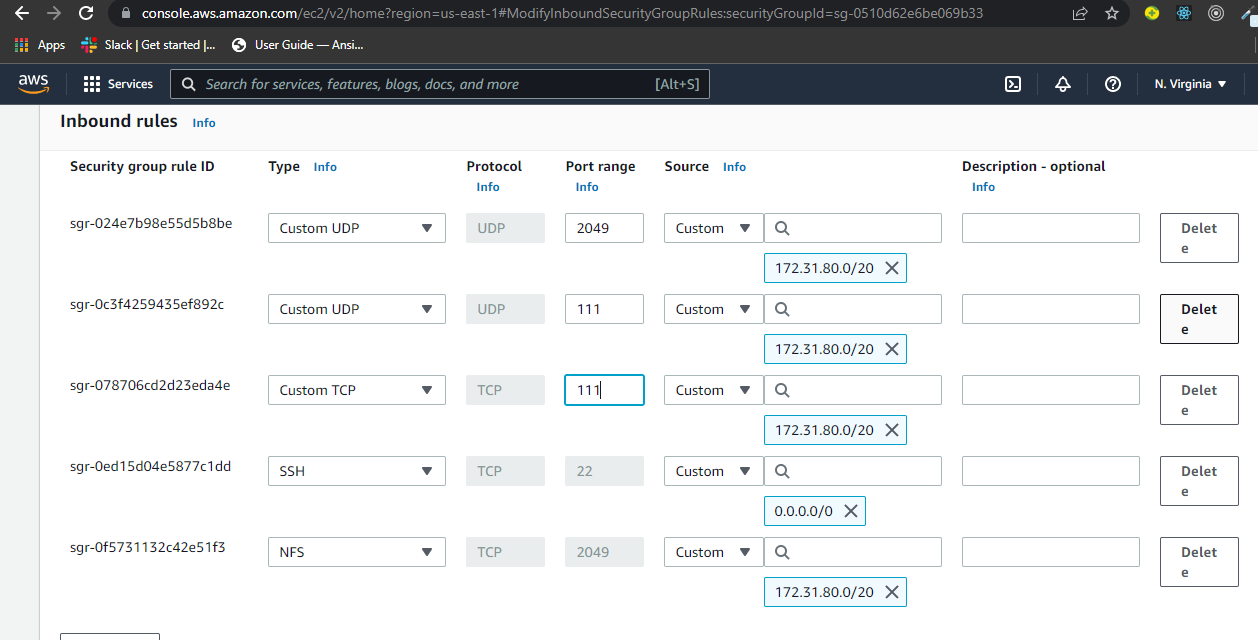 console.aws.amazon.com/ec2/v2/home?region=us-east-1#ModifyInboundSecurityGroupRules:securityGroupId=sg-0510d62e6be069b33
Apps Slack | Get started |... User Guide — Ansi...
aws Services Search for services, features, blogs, docs, and more [Alt+S] N. Virginia
Inbound rules Info
Security group rule ID Type Info Protocol Info Port range Info Source Info Description - optional Info
sgr-024e7b98e55d5b8be Custom UDP UDP 2049 Custom Delet
e
172.31.80.0/20
sgr-0c3f4259435ef892c Custom UDP UDP 111 Custom Delet
e
172.31.80.0/20
sgr-078706cd2d23eda4e Custom TCP TCP 111 Custom Delet
e
172.31.80.0/20
sgr-0ed15d04e5877c1dd SSH TCP 22 Custom Delet
e
0.0.0.0/0
sgr-0f5731132c42e51f3 NFS TCP 2049 Custom Delet
e
172.31.80.0/20